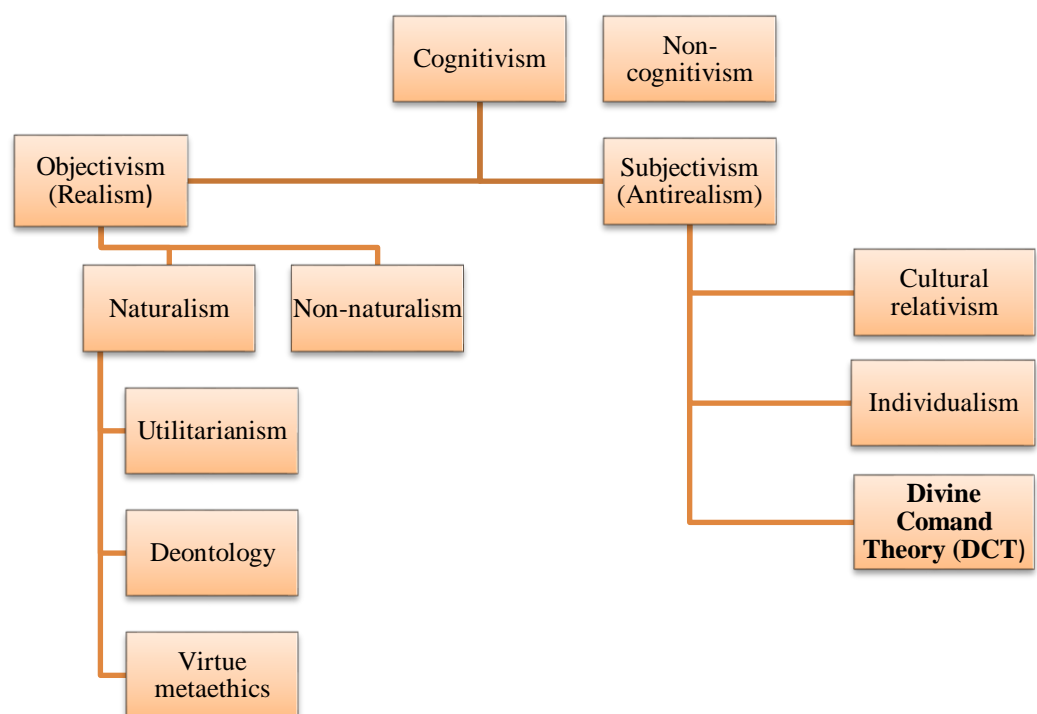 Cognitivism
Non-
cognitivism
Objectivism
(Realism)
Subjectivism
(Antirealism)
Naturalism
Non-naturalism
Cultural
relativism
Utilitarianism
Individualism
Deontology
Divine
Comand
Theory (DCT)
Virtue
metaethics